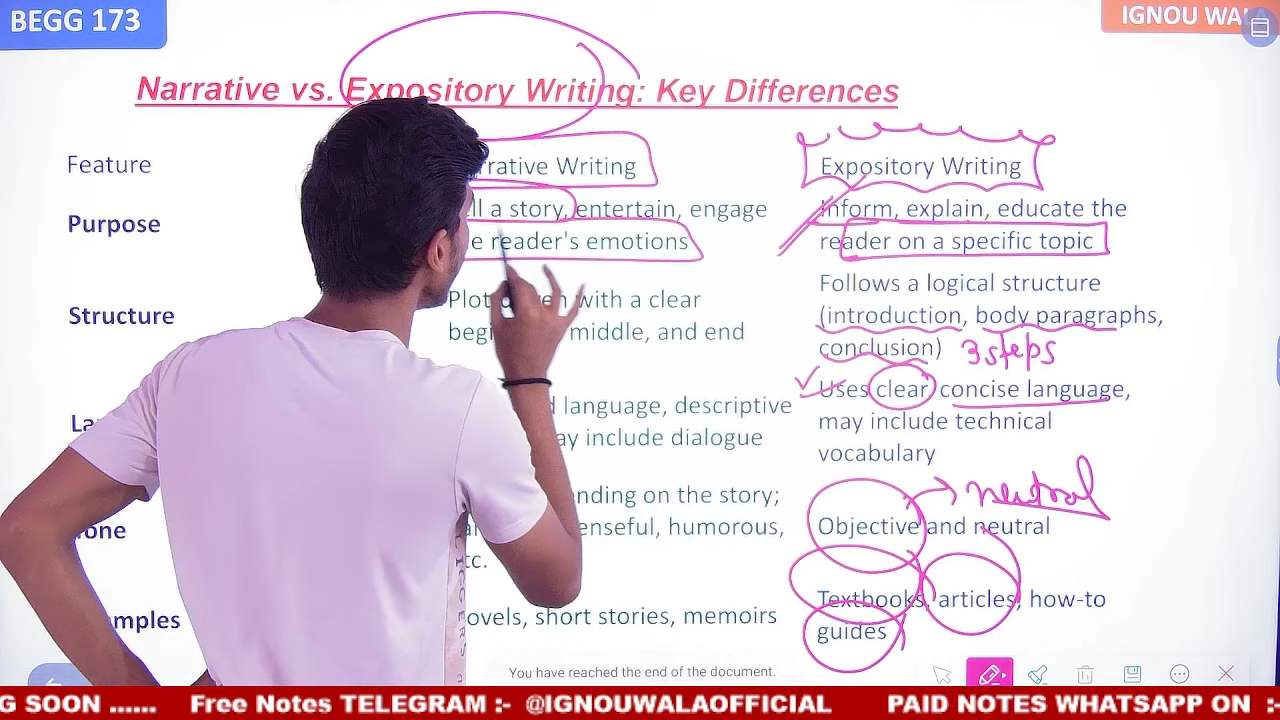 BEGG 173
IGNOU WAL
Narrative vs. Expository Writing: Key Differences
Feature
rrative Writing
Expository Writing
Purpose
ll a story, entertain, engage
e reader's emotions
Inform, explain, educate the
reader on a specific topic
Structure
Plot with a clear
middle, and end
Follows a logical structure
(introduction, body paragraphs,
conclusion) 3 steps
language, descriptive
ay include dialogue
Uses clear concise language,
may include technical
vocabulary
one
nding on the story;
enseful, humorous,
tc.
neutral
Objective and neutral
mples
ovels, short stories, memoirs
Textbooks, articles, how-to
guides
You have reached the end of the document.
G SOON ...... Free Notes TELEGRAM :- @IGNOUWALAOFFICIAL PAID NOTES WHATSAPP ON :-